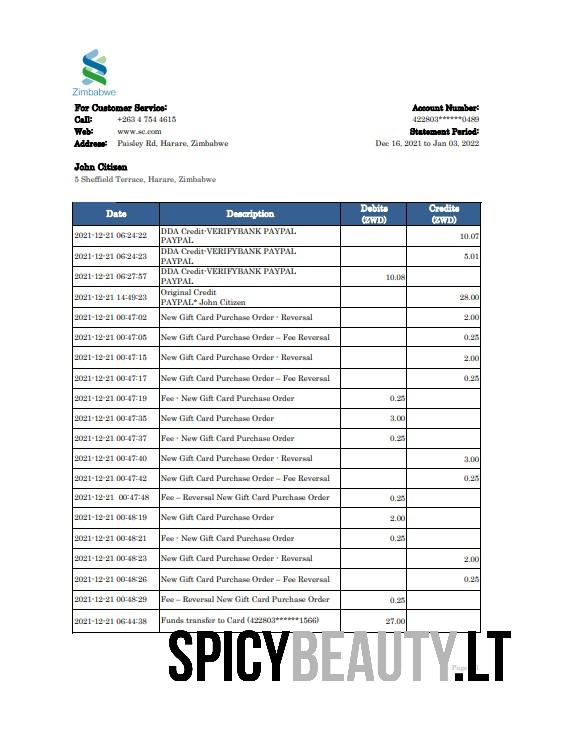 Zimbabwe
For Customer Service:
Call: +263 4 754 4615
Web: www.sc.com
Address: Paisley Rd, Harare, Zimbabwe
Account Number:
422803******0489
Statement Period:
Dec 16, 2021 to Jan 03, 2022
John Citizen
5 Sheffield Terrace, Harare, Zimbabwe
Date Description Debits (ZWD) Credits (ZWD)
2021-12-21 06:24:22 DDA Credit-VERIFYBANK PAYPAL PAYPAL 10.07
2021-12-21 06:24:23 DDA Credit-VERIFYBANK PAYPAL PAYPAL 5.01
2021-12-21 06:27:57 DDA Credit-VERIFYBANK PAYPAL PAYPAL 10.08
2021-12-21 14:49:23 Original Credit PAYPAL* John Citizen 28.00
2021-12-21 00:47:02 New Gift Card Purchase Order - Reversal 2.00
2021-12-21 00:47:05 New Gift Card Purchase Order – Fee Reversal 0.25
2021-12-21 00:47:15 New Gift Card Purchase Order - Reversal 2.00
2021-12-21 00:47:17 New Gift Card Purchase Order – Fee Reversal 0.25
2021-12-21 00:47:19 Fee - New Gift Card Purchase Order 0.25
2021-12-21 00:47:35 New Gift Card Purchase Order 3.00
2021-12-21 00:47:37 Fee - New Gift Card Purchase Order 0.25
2021-12-21 00:47:40 New Gift Card Purchase Order - Reversal 3.00
2021-12-21 00:47:42 New Gift Card Purchase Order – Fee Reversal 0.25
2021-12-21 00:47:48 Fee – Reversal New Gift Card Purchase Order 0.25
2021-12-21 00:48:19 New Gift Card Purchase Order 2.00
2021-12-21 00:48:21 Fee - New Gift Card Purchase Order 0.25
2021-12-21 00:48:23 New Gift Card Purchase Order - Reversal 2.00
2021-12-21 00:48:26 New Gift Card Purchase Order – Fee Reversal 0.25
2021-12-21 00:48:29 Fee – Reversal New Gift Card Purchase Order 0.25
2021-12-21 06:44:38 Funds transfer to Card (422803******1566) 27.00
SPICYBEAUTY.LT